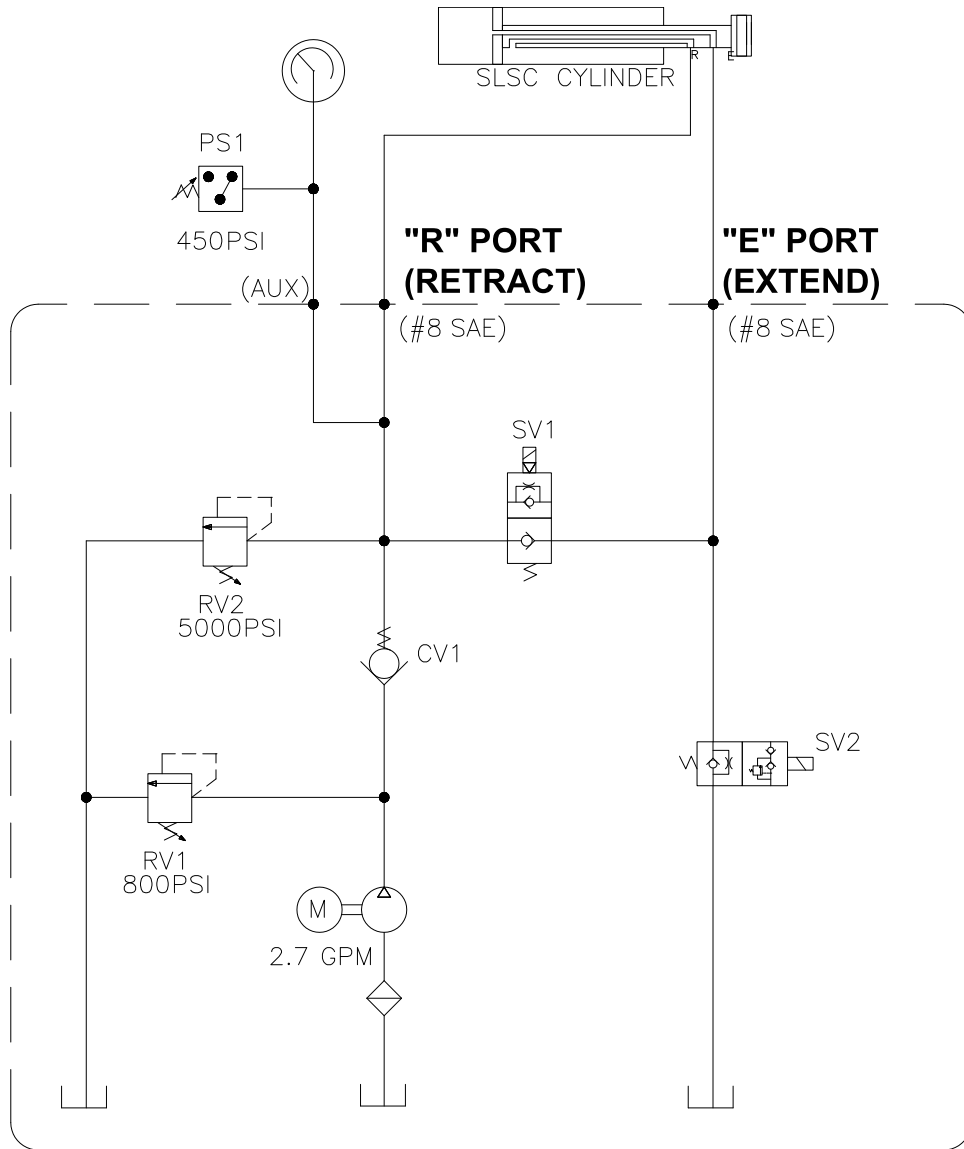 R
E
SLSC CYLINDER
PS1
450PSI
"R" PORT
(RETRACT)
"E" PORT
(EXTEND)
(AUX)
(#8 SAE)
(#8 SAE)
SV1
RV2
5000PSI
CV1
SV2
RV1
800PSI
M
2.7 GPM